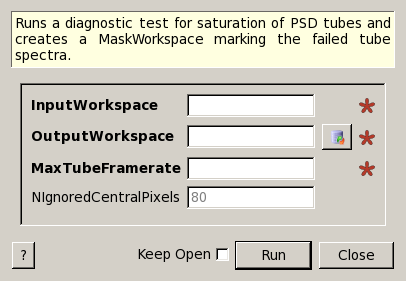 Runs a diagnostic test for saturation of PSD tubes and
creates a MaskWorkspace marking the failed tube
spectra.
InputWorkspace
OutputWorkspace
MaxTubeFramerate
NIgnoredCentralPixels 80
? Keep Open Run Close